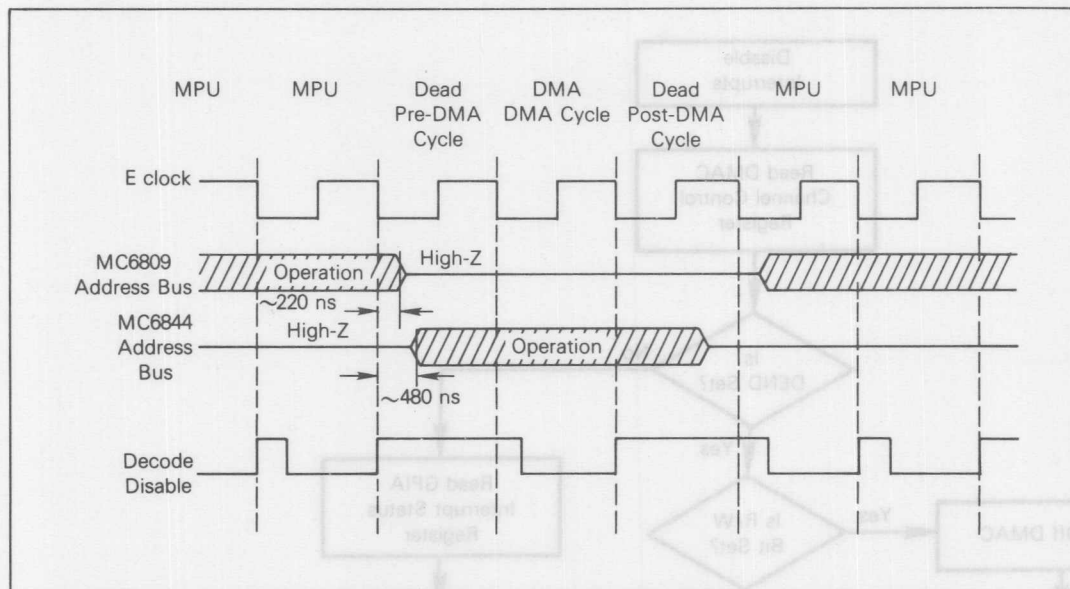 MPU MPU Dead DMA Dead MPU MPU
Pre-DMA DMA Cycle Post-DMA
Cycle Cycle
E clock
MC6809
Address Bus
Operation
High-Z
~220 ns
MC6844
Address
Bus
High-Z
Operation
~480 ns
Decode
Disable